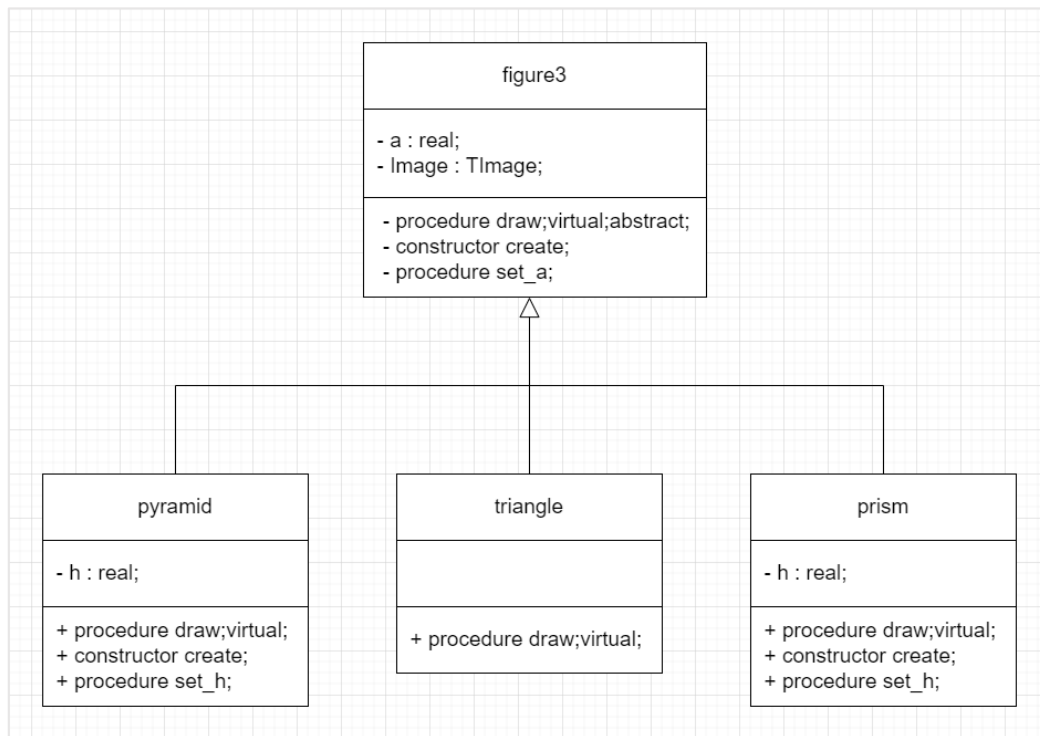 figure3
- a : real;
- Image : TImage;
- procedure draw;virtual;abstract;
- constructor create;
- procedure set_a;
pyramid
- h : real;
+ procedure draw;virtual;
+ constructor create;
+ procedure set_h;
triangle
+ procedure draw;virtual;
prism
- h : real;
+ procedure draw;virtual;
+ constructor create;
+ procedure set_h;